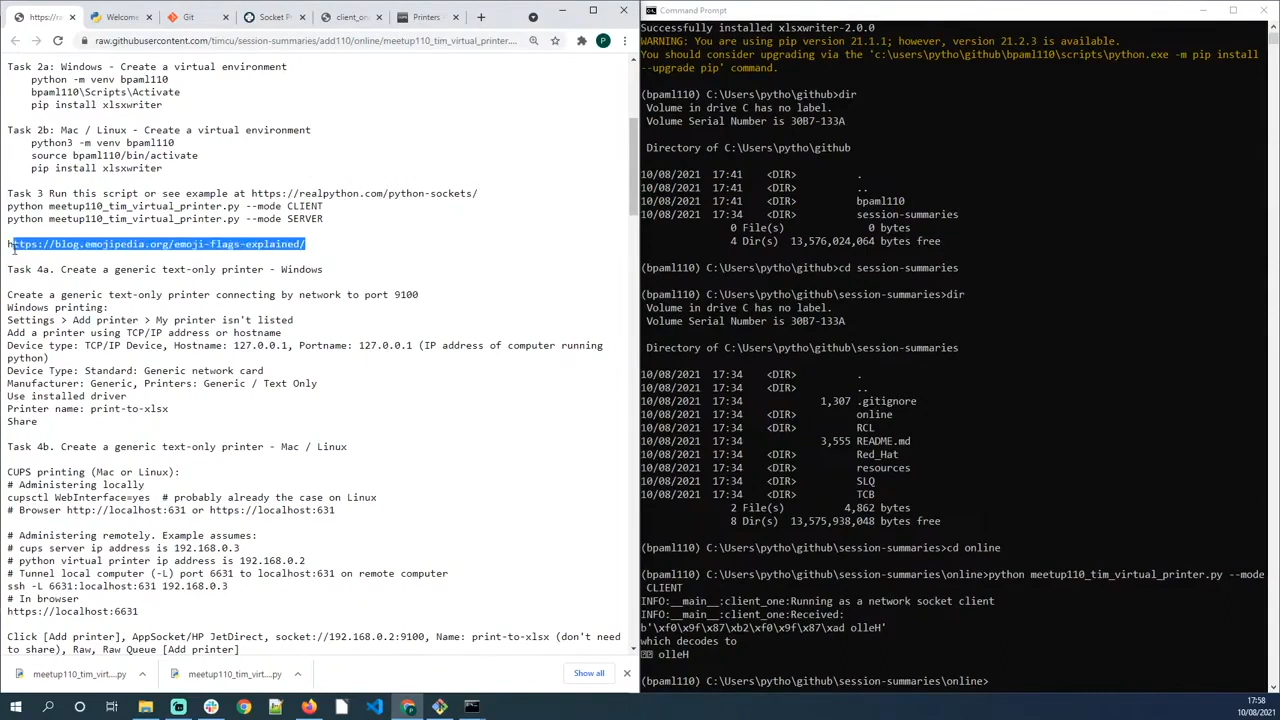 https://raw.r
Welcome
Git
Socket P
client_on
Printers
raw.githubusercontent.com/timcu/session-summaries/add110/online/meetup110_tim_virtual_printer....
P
Task 2a: Windows - Create a virtual environment
python -m venv bpaml110
bpaml110\Scripts\Activate
pip install xlsxwriter
Task 2b: Mac / Linux - Create a virtual environment
python3 -m venv bpaml110
source bpaml110/bin/activate
pip install xlsxwriter
Task 3 Run this script or see example at https://realpython.com/python-sockets/
python meetup110_tim_virtual_printer.py --mode CLIENT
python meetup110_tim_virtual_printer.py --mode SERVER
https://blog.emojipedia.org/emoji-flags-explained/
Task 4a. Create a generic text-only printer - Windows
Create a generic text-only printer connecting by network to port 9100
Windows printing:
Settings > Add printer > My printer isn't listed
Add a printer using TCP/IP address or hostname
Device type: TCP/IP Device, Hostname: 127.0.0.1, Portname: 127.0.0.1 (IP address of computer running
python)
Device Type: Standard: Generic network card
Manufacturer: Generic, Printers: Generic / Text Only
Use installed driver
Printer name: print-to-xlsx
Share
Task 4b. Create a generic text-only printer - Mac / Linux
CUPS printing (Mac or Linux):
# Administering locally
cupsctl WebInterface=yes  # probably already the case on Linux
# Browser http://localhost:631 or https://localhost:631
# Administering remotely. Example assumes:
# cups server ip address is 192.168.0.3
# python virtual printer ip address is 192.168.0.2
# Tunnel local computer (-L) port 6631 to localhost:631 on remote computer
ssh -L 6631:localhost:631 192.168.0.3
# In browser
https://localhost:6631
Click [Add printer], AppSocket/HP JetDirect, socket://192.168.0.2:9100, Name: print-to-xlsx (don't need
to share), Raw, Raw Queue [Add printer]
meetup110_tim_virt....py
meetup110_tim_virt....py
Show all
Command Prompt
Successfully installed xlsxwriter-2.0.0
WARNING: You are using pip version 21.1.1; however, version 21.2.3 is available.
You should consider upgrading via the 'c:\users\pytho\github\bpaml110\scripts\python.exe -m pip install
--upgrade pip' command.
(bpaml110) C:\Users\pytho\github>dir
Volume in drive C has no label.
Volume Serial Number is 30B7-133A
Directory of C:\Users\pytho\github
10/08/2021  17:41    <DIR>          .
10/08/2021  17:41    <DIR>          ..
10/08/2021  17:41    <DIR>          bpaml110
10/08/2021  17:34    <DIR>          session-summaries
0 File(s)              0 bytes
4 Dir(s)  13,576,024,064 bytes free
(bpaml110) C:\Users\pytho\github>cd session-summaries
(bpaml110) C:\Users\pytho\github\session-summaries>dir
Volume in drive C has no label.
Volume Serial Number is 30B7-133A
Directory of C:\Users\pytho\github\session-summaries
10/08/2021  17:34    <DIR>          .
10/08/2021  17:34    <DIR>          ..
10/08/2021  17:34             1,307 .gitignore
10/08/2021  17:34    <DIR>          online
10/08/2021  17:34    <DIR>          RCL
10/08/2021  17:34             3,555 README.md
10/08/2021  17:34    <DIR>          Red_Hat
10/08/2021  17:34    <DIR>          resources
10/08/2021  17:34    <DIR>          SLQ
10/08/2021  17:34    <DIR>          TCB
2 File(s)          4,862 bytes
8 Dir(s)  13,575,938,048 bytes free
(bpaml110) C:\Users\pytho\github\session-summaries>cd online
(bpaml110) C:\Users\pytho\github\session-summaries\online>python meetup110_tim_virtual_printer.py --mode
CLIENT
INFO:__main__:client_one:Running as a network socket client
INFO:__main__:client_one:Received:
b'\xf0\x9f\x87\xb2\xf0\x9f\x87\xad olleH'
which decodes to
olleH
(bpaml110) C:\Users\pytho\github\session-summaries\online>
17:58
10/08/2021